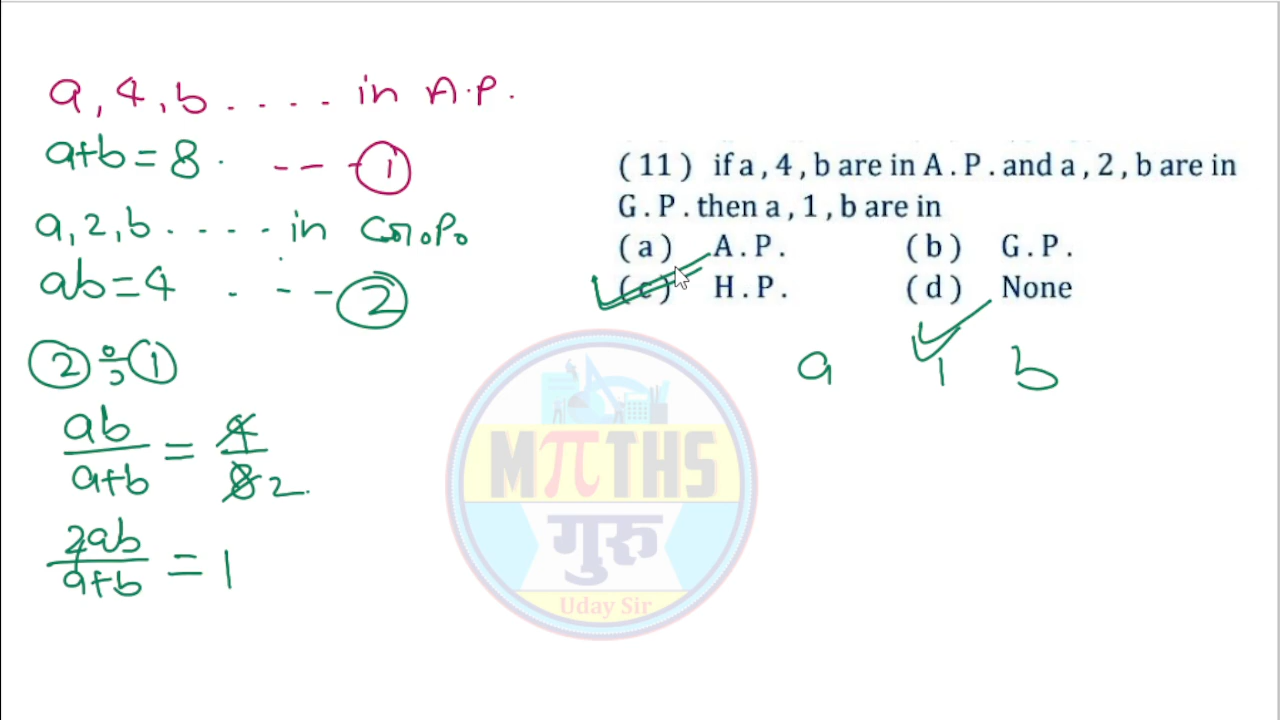 a, 4, b . . . . in A.P.
a+b = 8 . - - - ①
a, 2, b . . . . . in G.P.
ab = 4 . - - - ②
② ÷ ①
ab/a+b = 4/8 2.
2ab/a+b = 1
(11) if a, 4, b are in A.P. and a, 2, b are in
G.P. then a, 1, b are in
(a) A.P. (b) G.P.
(c) H.P. (d) None
a 1 b
MπTHS
गुरु
Uday Sir